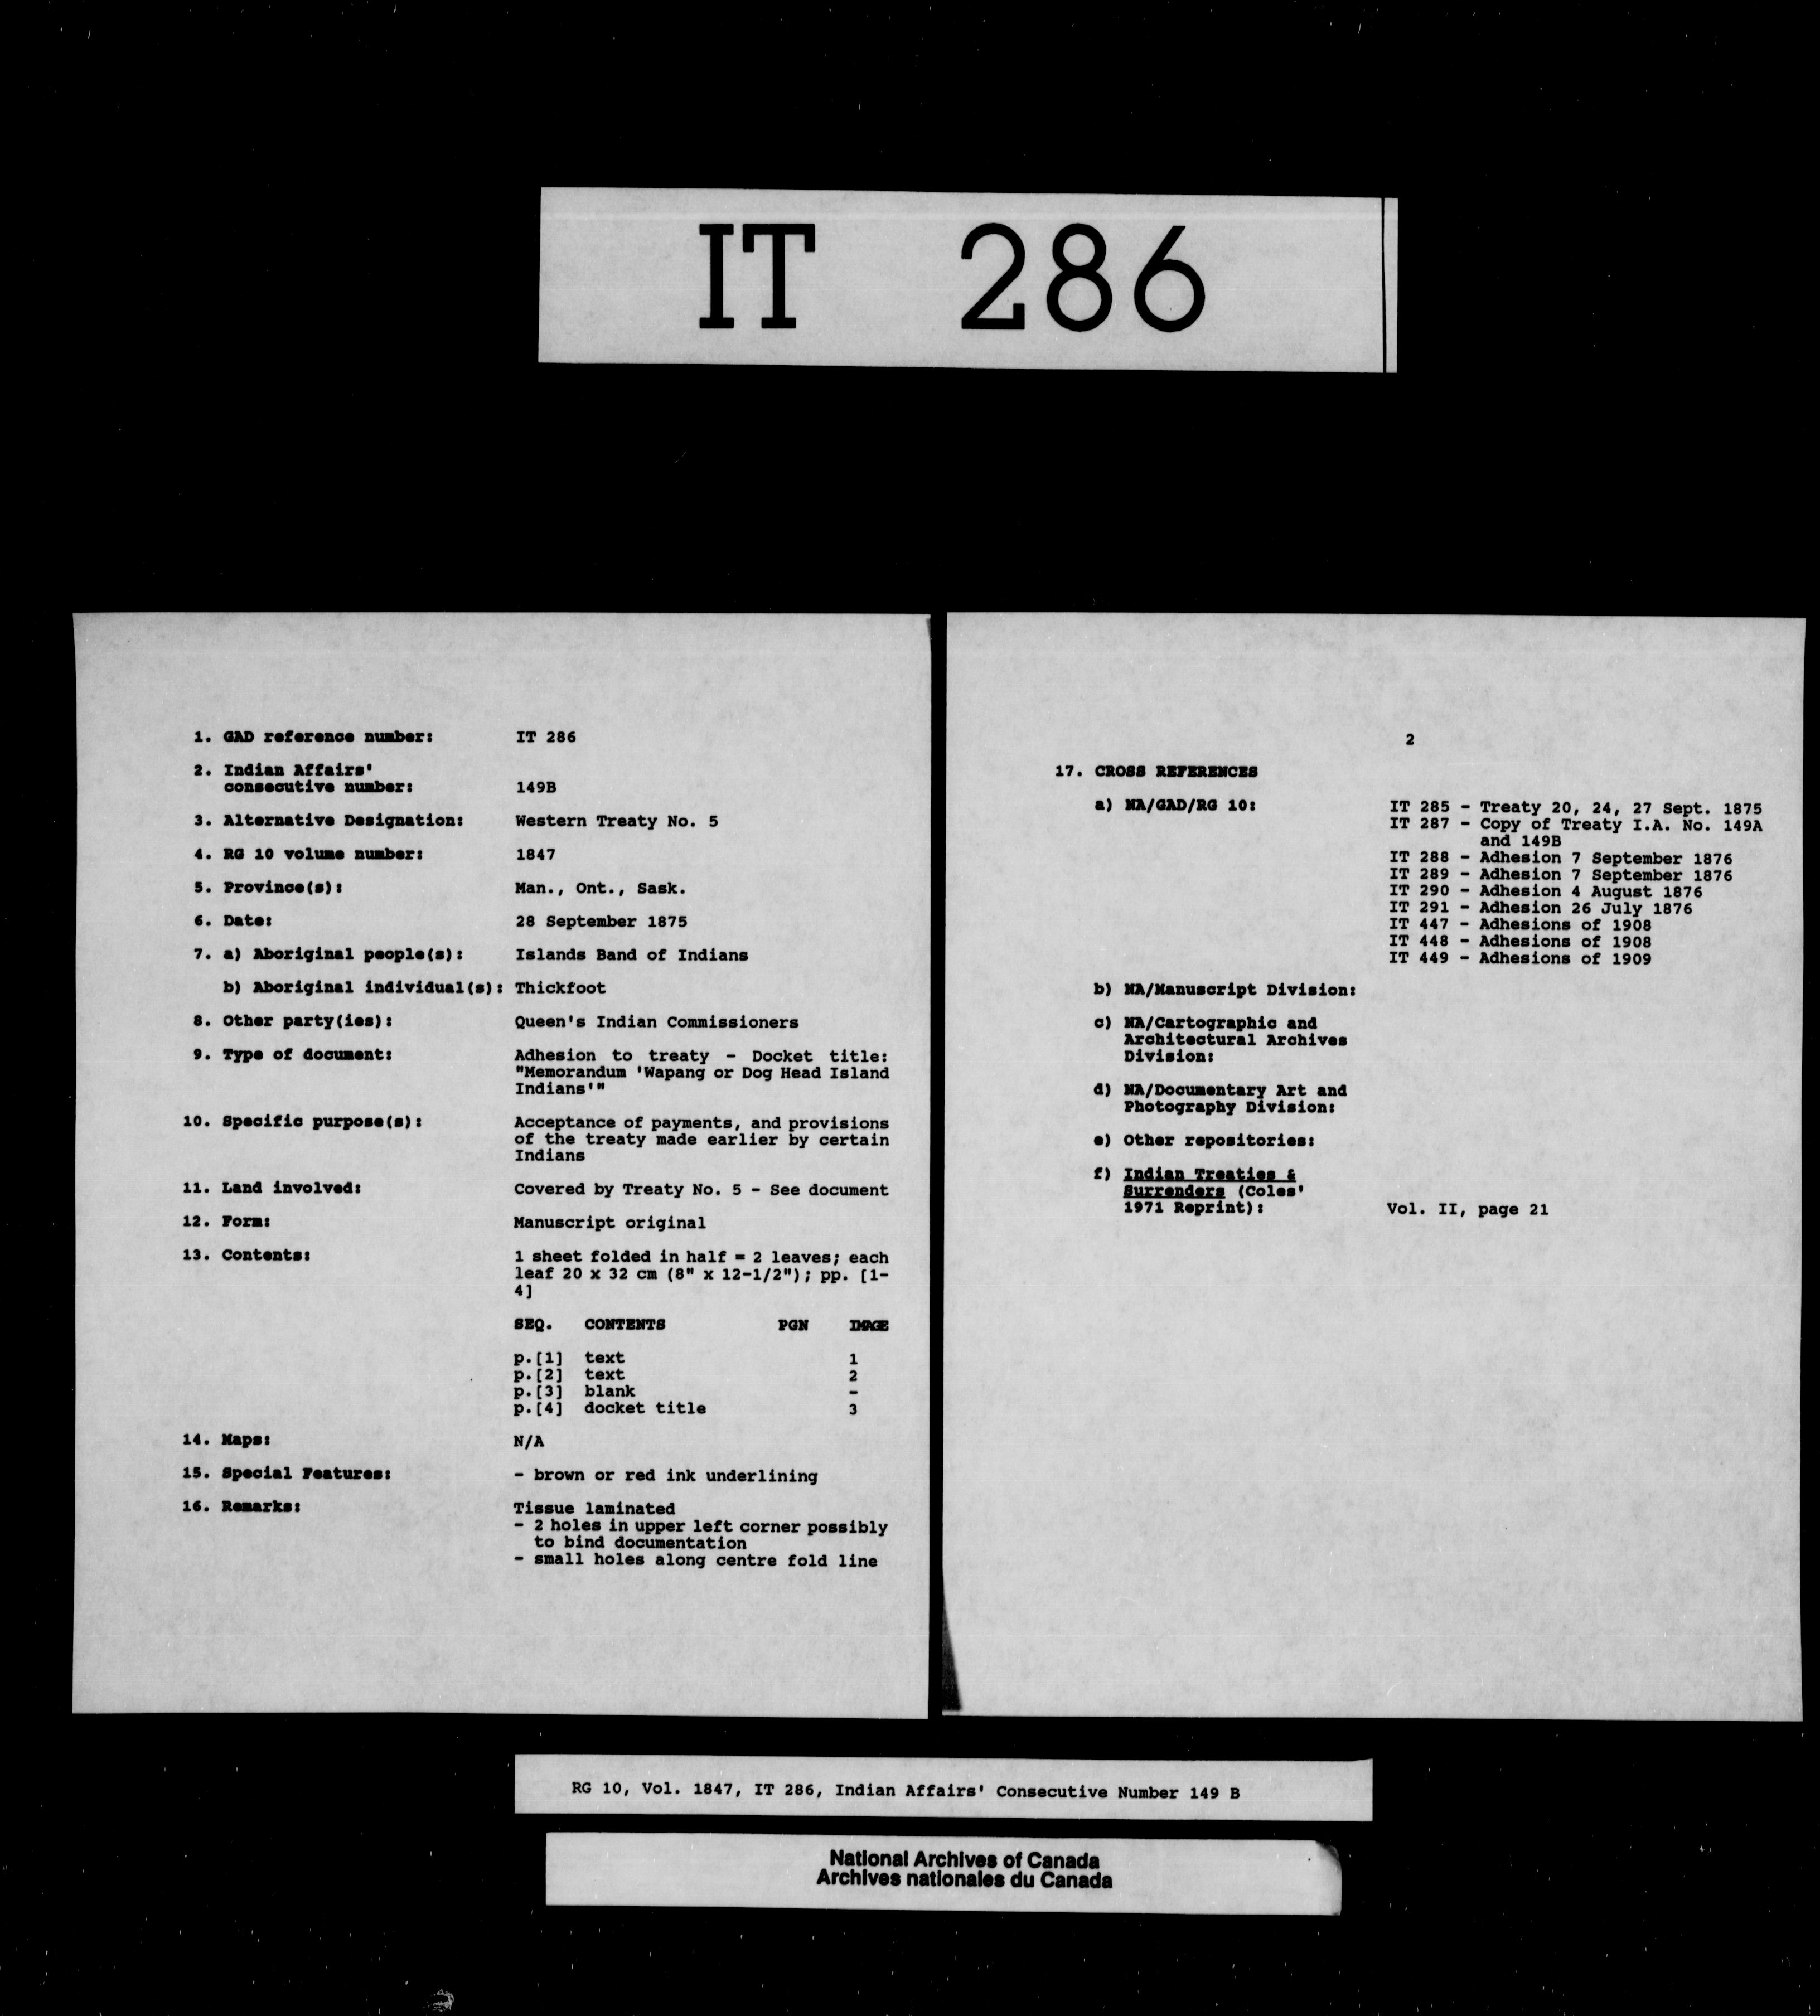 IT 286
1. GAD reference number: IT 286
2. Indian Affairs'
consecutive number: 149B
3. Alternative Designation: Western Treaty No. 5
4. RG 10 volume number: 1847
5. Province(s): Man., Ont., Sask.
6. Date: 28 September 1875
7. a) Aboriginal people(s): Islands Band of Indians
b) Aboriginal individual(s): Thickfoot
8. Other party(ies): Queen's Indian Commissioners
9. Type of document: Adhesion to treaty - Docket title:
"Memorandum 'Wapang or Dog Head Island
Indians'"
10. Specific purpose(s): Acceptance of payments, and provisions
of the treaty made earlier by certain
Indians
11. Land involved: Covered by Treaty No. 5 - See document
12. Form: Manuscript original
13. Contents: 1 sheet folded in half = 2 leaves; each
leaf 20 x 32 cm (8" x 12-1/2"); pp. [1-
4]
SEQ. CONTENTS PGN IMAGE
p.[1] text 1
p.[2] text 2
p.[3] blank -
p.[4] docket title 3
14. Maps: N/A
15. Special Features: - brown or red ink underlining
16. Remarks: Tissue laminated
- 2 holes in upper left corner possibly
to bind documentation
- small holes along centre fold line
2
17. CROSS REFERENCES
a) NA/GAD/RG 10: IT 285 - Treaty 20, 24, 27 Sept. 1875
IT 287 - Copy of Treaty I.A. No. 149A
and 149B
IT 288 - Adhesion 7 September 1876
IT 289 - Adhesion 7 September 1876
IT 290 - Adhesion 4 August 1876
IT 291 - Adhesion 26 July 1876
IT 447 - Adhesions of 1908
IT 448 - Adhesions of 1908
IT 449 - Adhesions of 1909
b) NA/Manuscript Division:
c) NA/Cartographic and
Architectural Archives
Division:
d) NA/Documentary Art and
Photography Division:
e) Other repositories:
f) Indian Treaties &
Surrenders (Coles'
1971 Reprint): Vol. II, page 21
RG 10, Vol. 1847, IT 286, Indian Affairs' Consecutive Number 149 B
National Archives of Canada
Archives nationales du Canada